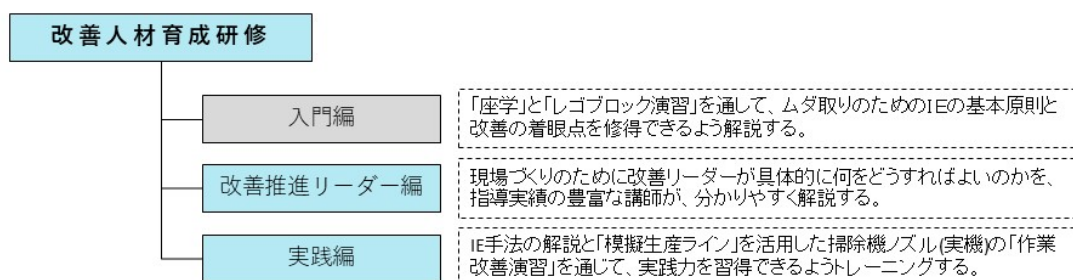 改善人材育成研修
入門編
「座学」と「レゴブロック演習」を通して、ムダ取りのためのIEの基本原則と
改善の着眼点を修得できるよう解説する。
改善推進リーダー編
現場づくりのために改善リーダーが具体的に何をどうすればよいのかを、
指導実績の豊富な講師が、分かりやすく解説する。
実践編
IE手法の解説と「模擬生産ライン」を活用した掃除機ノズル(実機)の「作業
改善演習」を通じて、実践力を習得できるようトレーニングする。